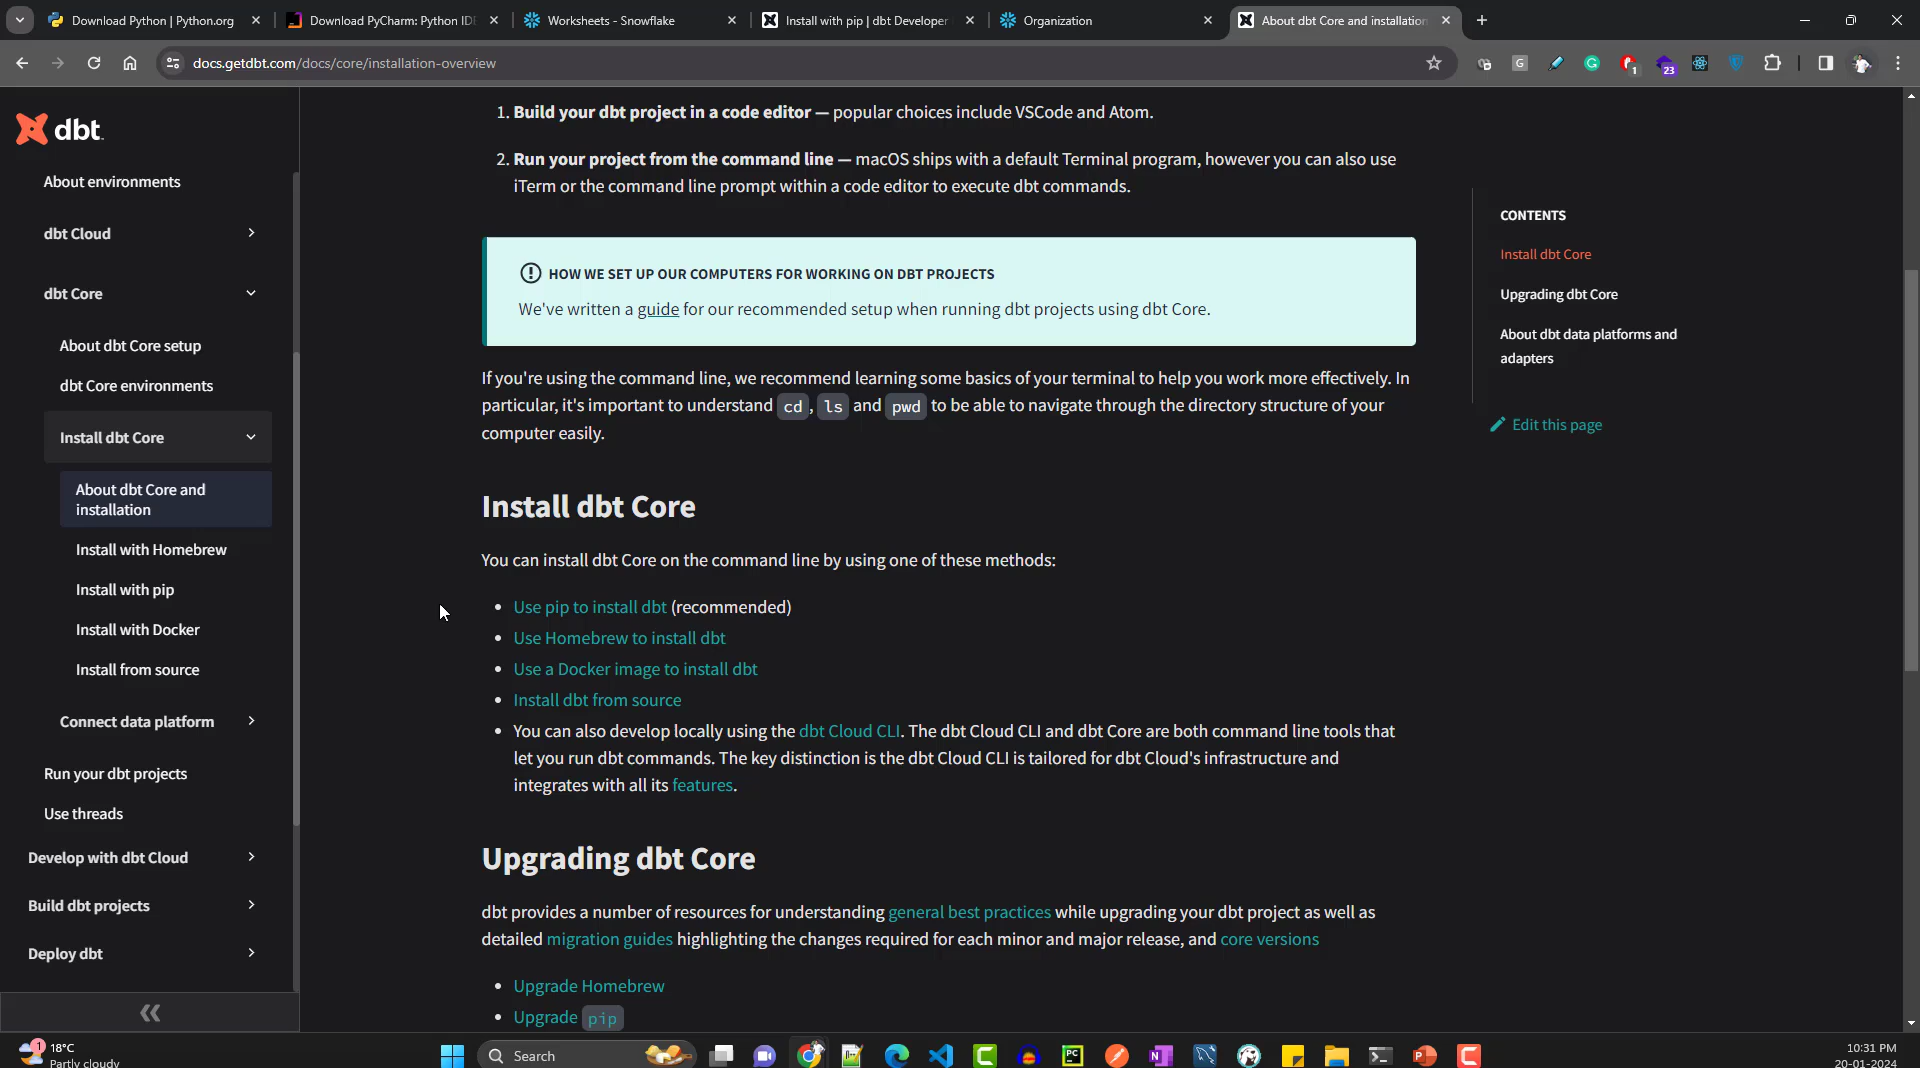 Download Python | Python.org
Download PyCharm: Python IDE
Worksheets - Snowflake
Install with pip | dbt Developer
Organization
About dbt Core and installation
docs.getdbt.com/docs/core/installation-overview
G
1
23
dbt
About environments
dbt Cloud
dbt Core
About dbt Core setup
dbt Core environments
Install dbt Core
About dbt Core and
installation
Install with Homebrew
Install with pip
Install with Docker
Install from source
Connect data platform
Run your dbt projects
Use threads
Develop with dbt Cloud
Build dbt projects
Deploy dbt
1. Build your dbt project in a code editor — popular choices include VSCode and Atom.
2. Run your project from the command line — macOS ships with a default Terminal program, however you can also use
iTerm or the command line prompt within a code editor to execute dbt commands.
HOW WE SET UP OUR COMPUTERS FOR WORKING ON DBT PROJECTS
We've written a guide for our recommended setup when running dbt projects using dbt Core.
If you're using the command line, we recommend learning some basics of your terminal to help you work more effectively. In
particular, it's important to understand cd, ls and pwd to be able to navigate through the directory structure of your
computer easily.
Install dbt Core
You can install dbt Core on the command line by using one of these methods:
• Use pip to install dbt (recommended)
• Use Homebrew to install dbt
• Use a Docker image to install dbt
• Install dbt from source
• You can also develop locally using the dbt Cloud CLI. The dbt Cloud CLI and dbt Core are both command line tools that
let you run dbt commands. The key distinction is the dbt Cloud CLI is tailored for dbt Cloud's infrastructure and
integrates with all its features.
Upgrading dbt Core
dbt provides a number of resources for understanding general best practices while upgrading your dbt project as well as
detailed migration guides highlighting the changes required for each minor and major release, and core versions
• Upgrade Homebrew
• Upgrade pip
CONTENTS
Install dbt Core
Upgrading dbt Core
About dbt data platforms and
adapters
Edit this page
1
18°C
Partly cloudy
Search
PC
N
10:31 PM
20-01-2024